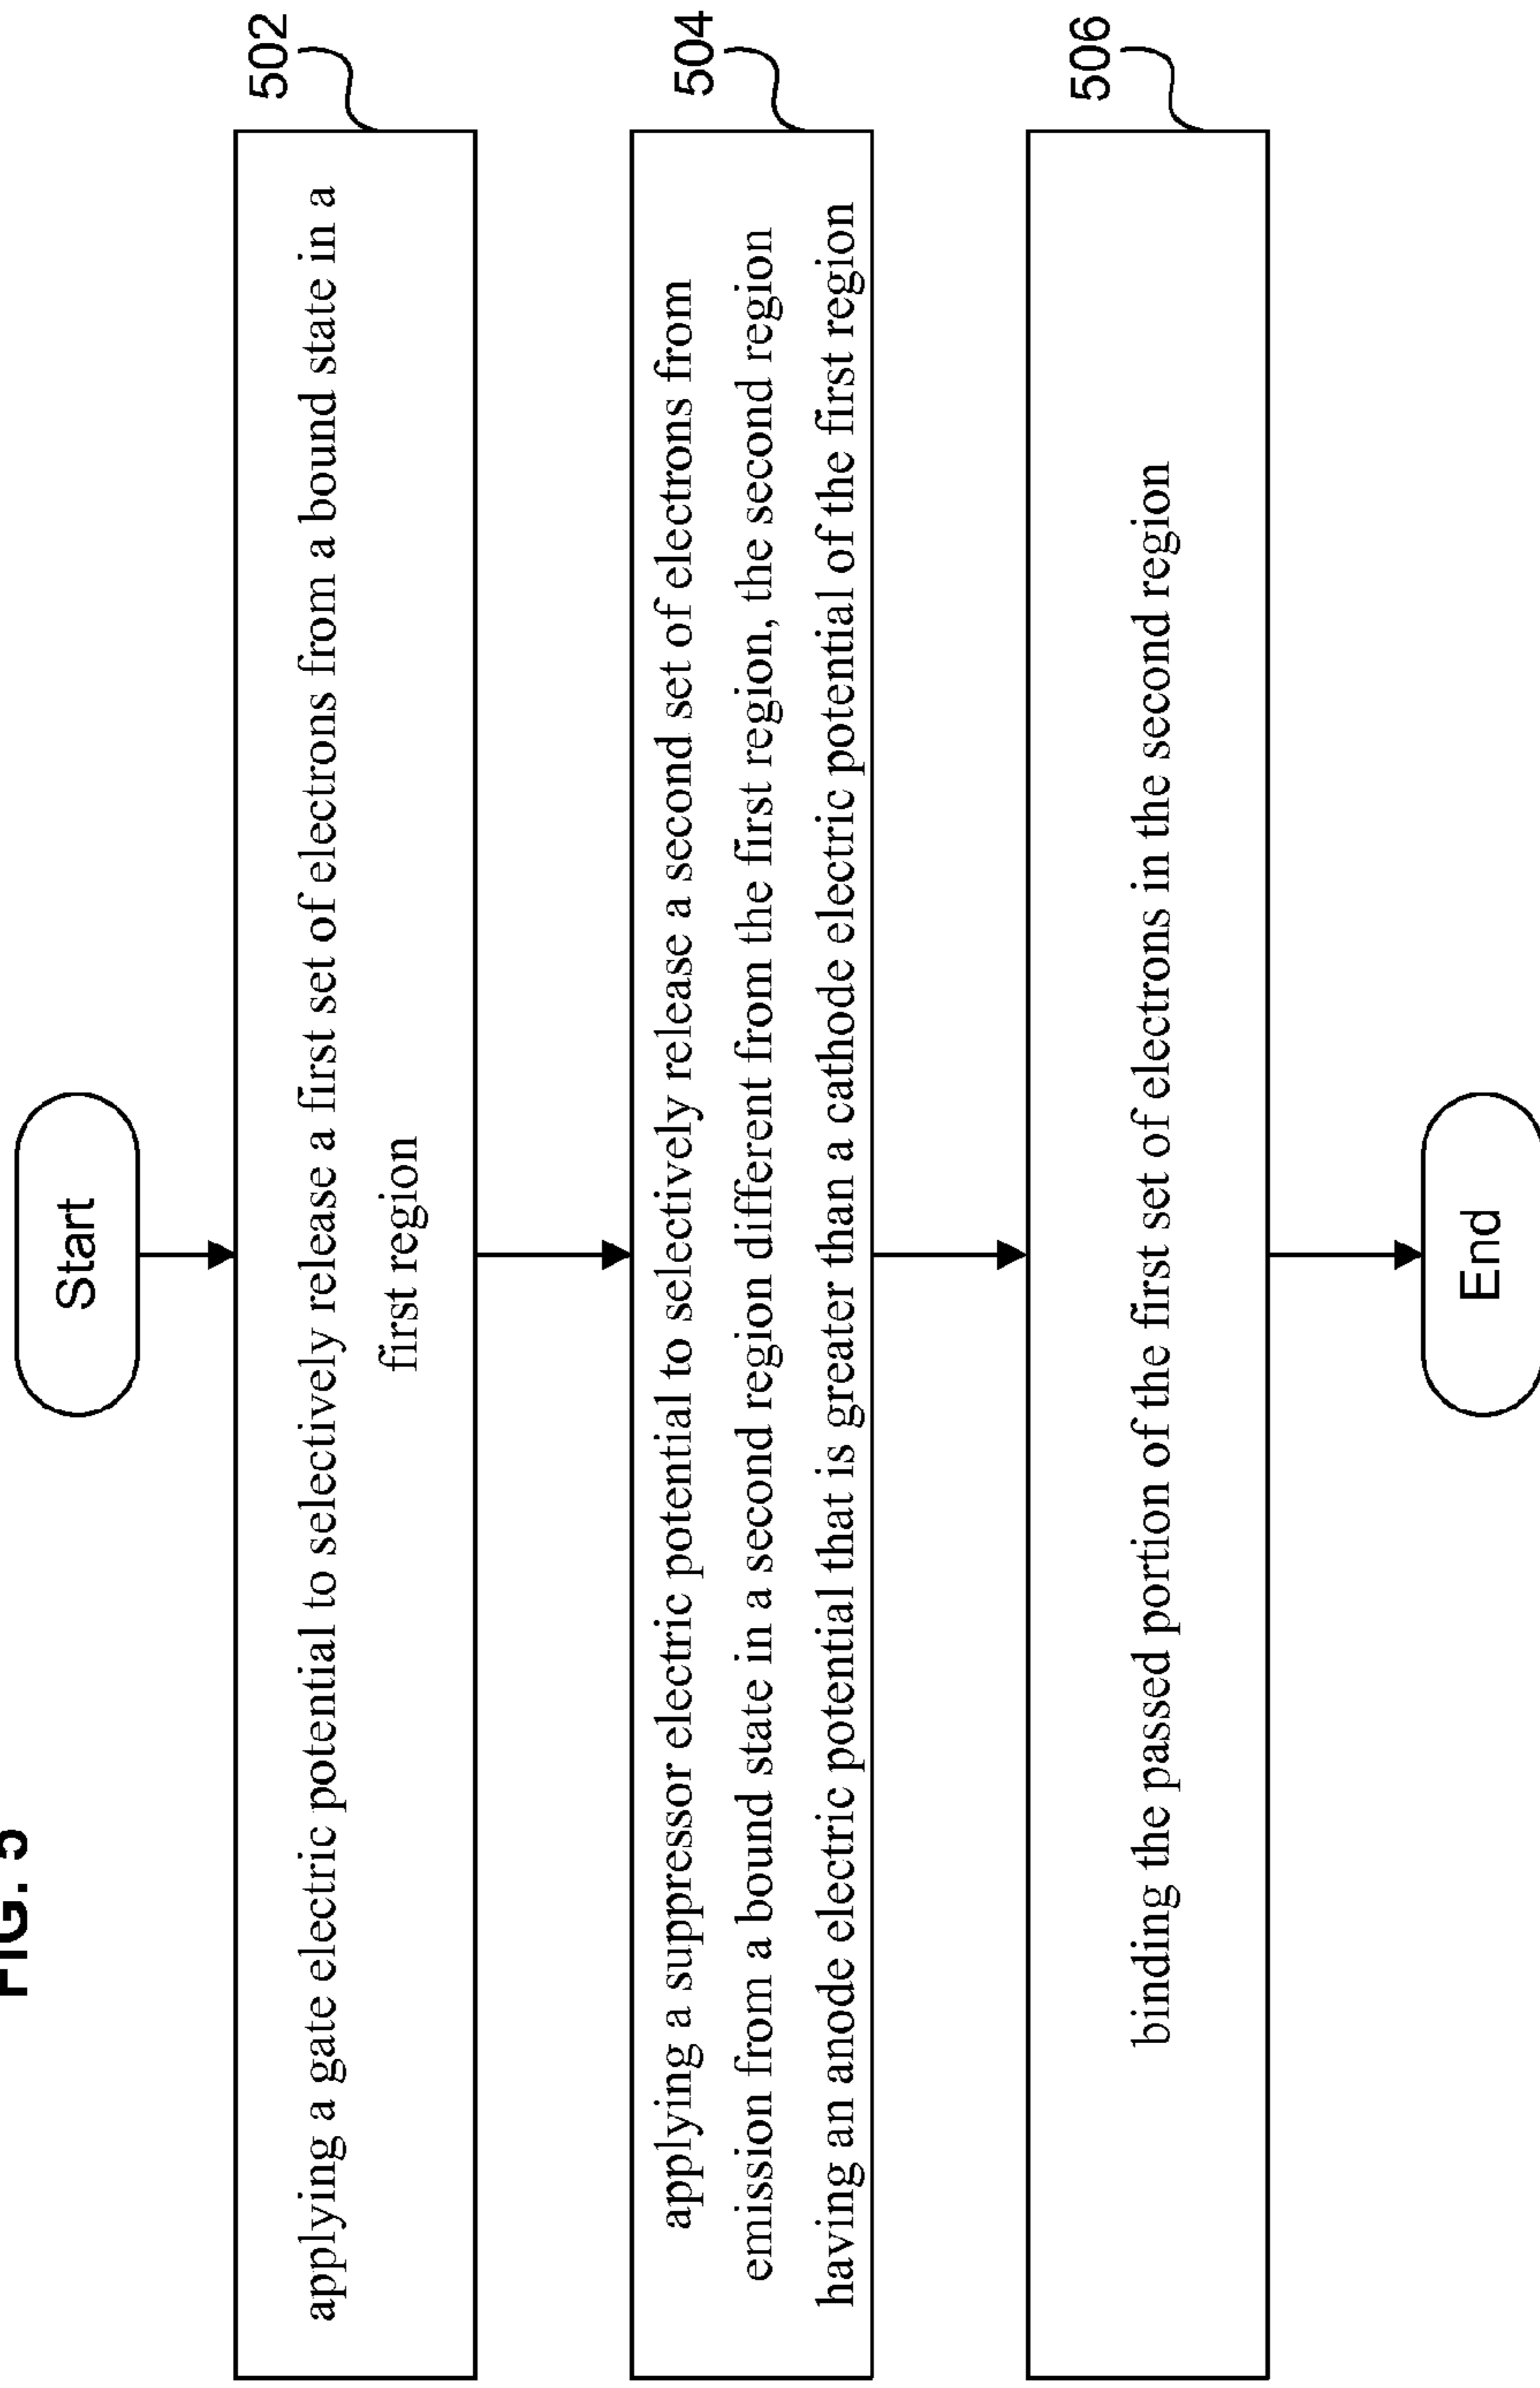 FIG. 5
Start
502
applying a gate electric potential to selectively release a first set of electrons from a bound state in a
first region
504
applying a suppressor electric potential to selectively release a second set of electrons from
emission from a bound state in a second region different from the first region, the second region
having an anode electric potential that is greater than a cathode electric potential of the first region
506
binding the passed portion of the first set of electrons in the second region
End